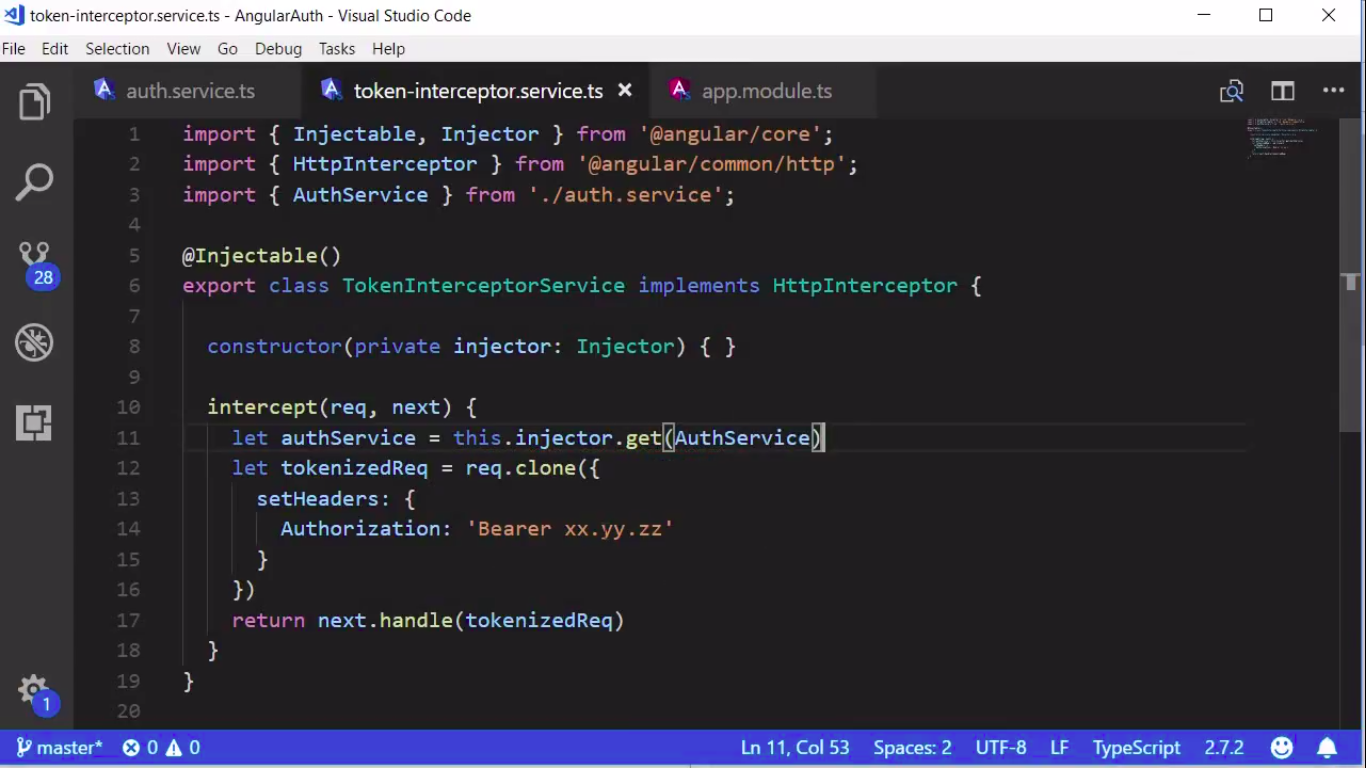 token-interceptor.service.ts - AngularAuth - Visual Studio Code
File Edit Selection View Go Debug Tasks Help
auth.service.ts token-interceptor.service.ts app.module.ts
1 import { Injectable, Injector } from '@angular/core';
2 import { HttpInterceptor } from '@angular/common/http';
3 import { AuthService } from './auth.service';
4
5 @Injectable()
6 export class TokenInterceptorService implements HttpInterceptor {
7
8 constructor(private injector: Injector) { }
9
10 intercept(req, next) {
11 let authService = this.injector.get(AuthService)
12 let tokenizedReq = req.clone({
13 setHeaders: {
14 Authorization: 'Bearer xx.yy.zz'
15 }
16 })
17 return next.handle(tokenizedReq)
18 }
19 }
20
28
1
master* 0 0 Ln 11, Col 53 Spaces: 2 UTF-8 LF TypeScript 2.7.2